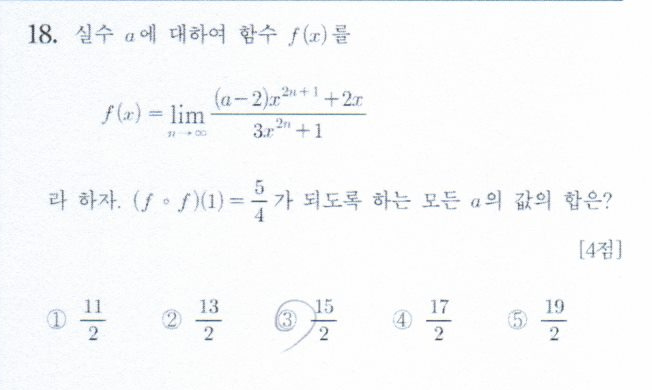 18. 실수 a에 대하여 함수 f(x)를
f(x) = lim_{n→∞} \frac{(a-2)x^{2n+1}+2x}{3x^{2n}+1}
라 하자. (f∘f)(1) = \frac{5}{4}가 되도록 하는 모든 a의 값의 합은?
[4점]
① \frac{11}{2} ② \frac{13}{2} ③ \frac{15}{2} ④ \frac{17}{2} ⑤ \frac{19}{2}